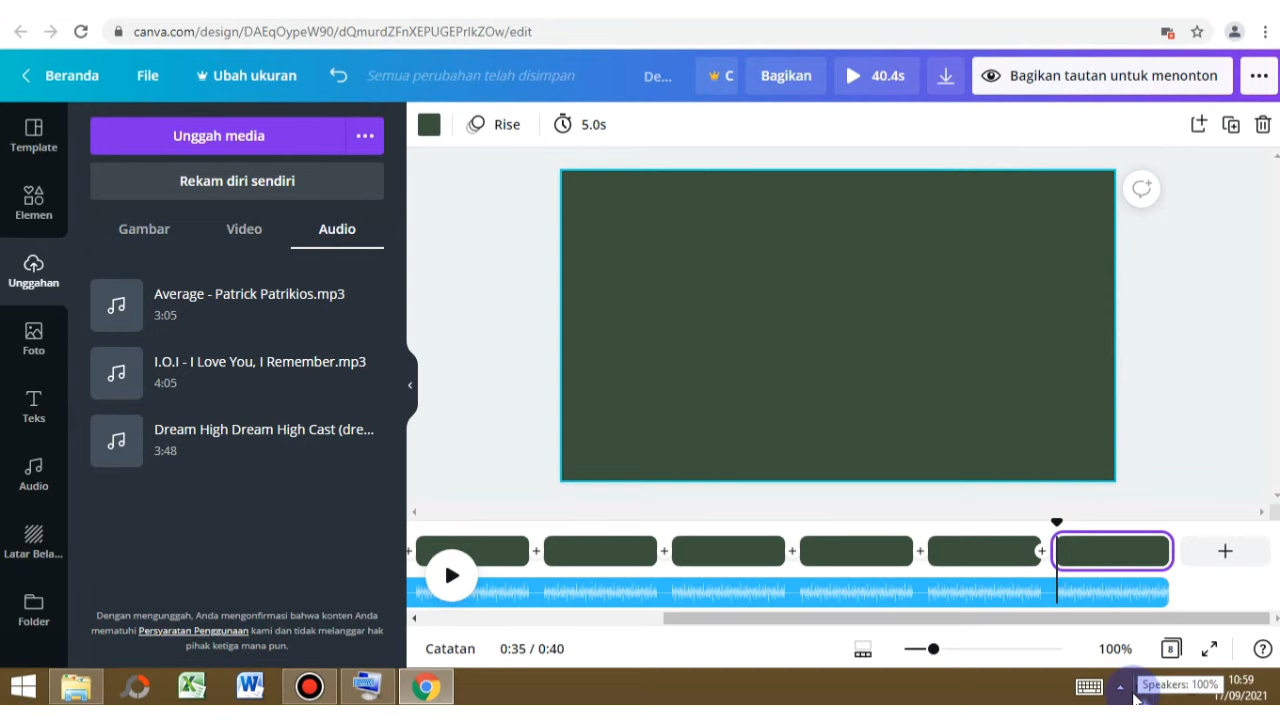 canva.com/design/DAEqOypeW90/dQmurdZFnXEPUGEPrIkZOw/edit
Beranda File Ubah ukuran Semua perubahan telah disimpan De... C Bagikan 40.4s Bagikan tautan untuk menonton
Template
Elemen
Unggahan
Foto
Teks
Audio
Latar Bela...
Folder
Unggah media
Rekam diri sendiri
Gambar Video Audio
Average - Patrick Patrikios.mp3
3:05
I.O.I - I Love You, I Remember.mp3
4:05
Dream High Dream High Cast (dre...
3:48
Dengan mengunggah, Anda mengonfirmasi bahwa konten Anda
mematuhi Persyaratan Penggunaan kami dan tidak melanggar hak
pihak ketiga mana pun.
Rise 5.0s
Catatan 0:35 / 0:40 100% 8
Speakers: 100%
10:59
17/09/2021